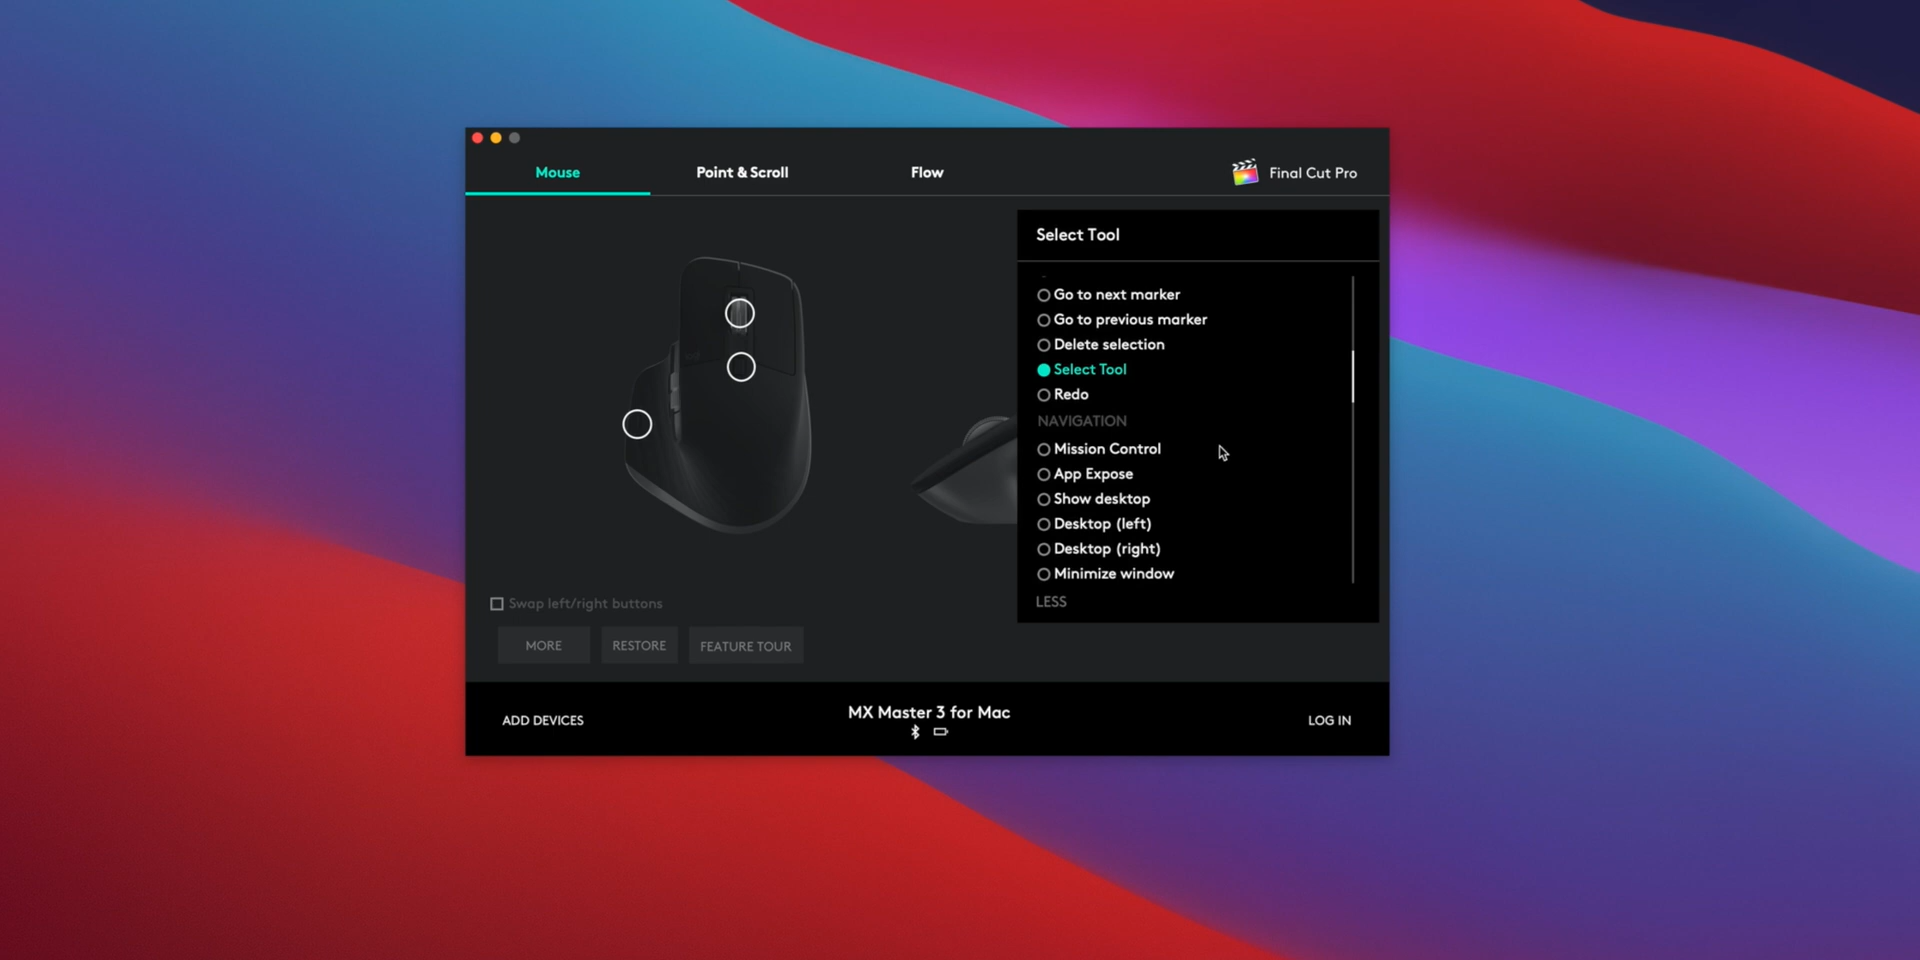 Mouse
Point & Scroll
Flow
Final Cut Pro
Select Tool
Go to next marker
Go to previous marker
Delete selection
Select Tool
Redo
NAVIGATION
Mission Control
App Expose
Show desktop
Desktop (left)
Desktop (right)
Minimize window
LESS
Swap left/right buttons
MORE
RESTORE
FEATURE TOUR
ADD DEVICES
MX Master 3 for Mac
LOG IN